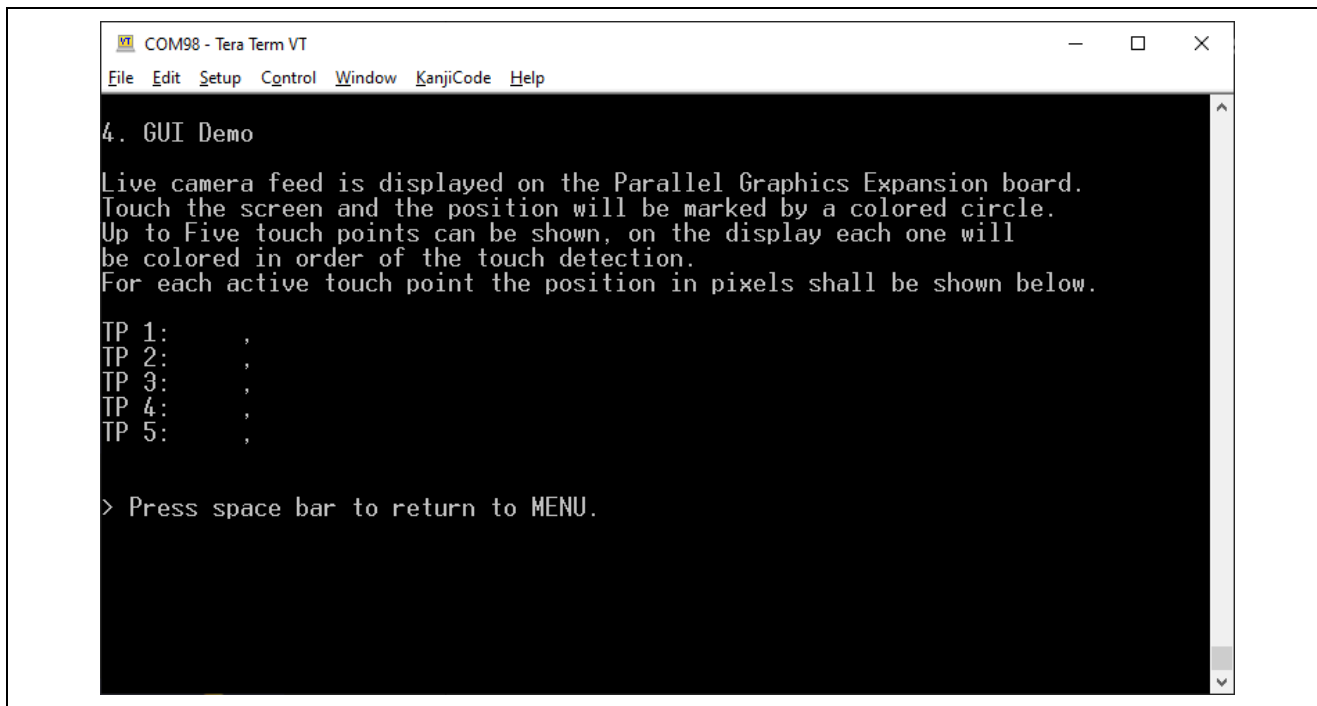 COM98 - Tera Term VT
File Edit Setup Control Window KanjiCode Help
4. GUI Demo
Live camera feed is displayed on the Parallel Graphics Expansion board.
Touch the screen and the position will be marked by a colored circle.
Up to Five touch points can be shown, on the display each one will
be colored in order of the touch detection.
For each active touch point the position in pixels shall be shown below.
TP 1:      ,
TP 2:      ,
TP 3:      ,
TP 4:      ,
TP 5:      ,
> Press space bar to return to MENU.